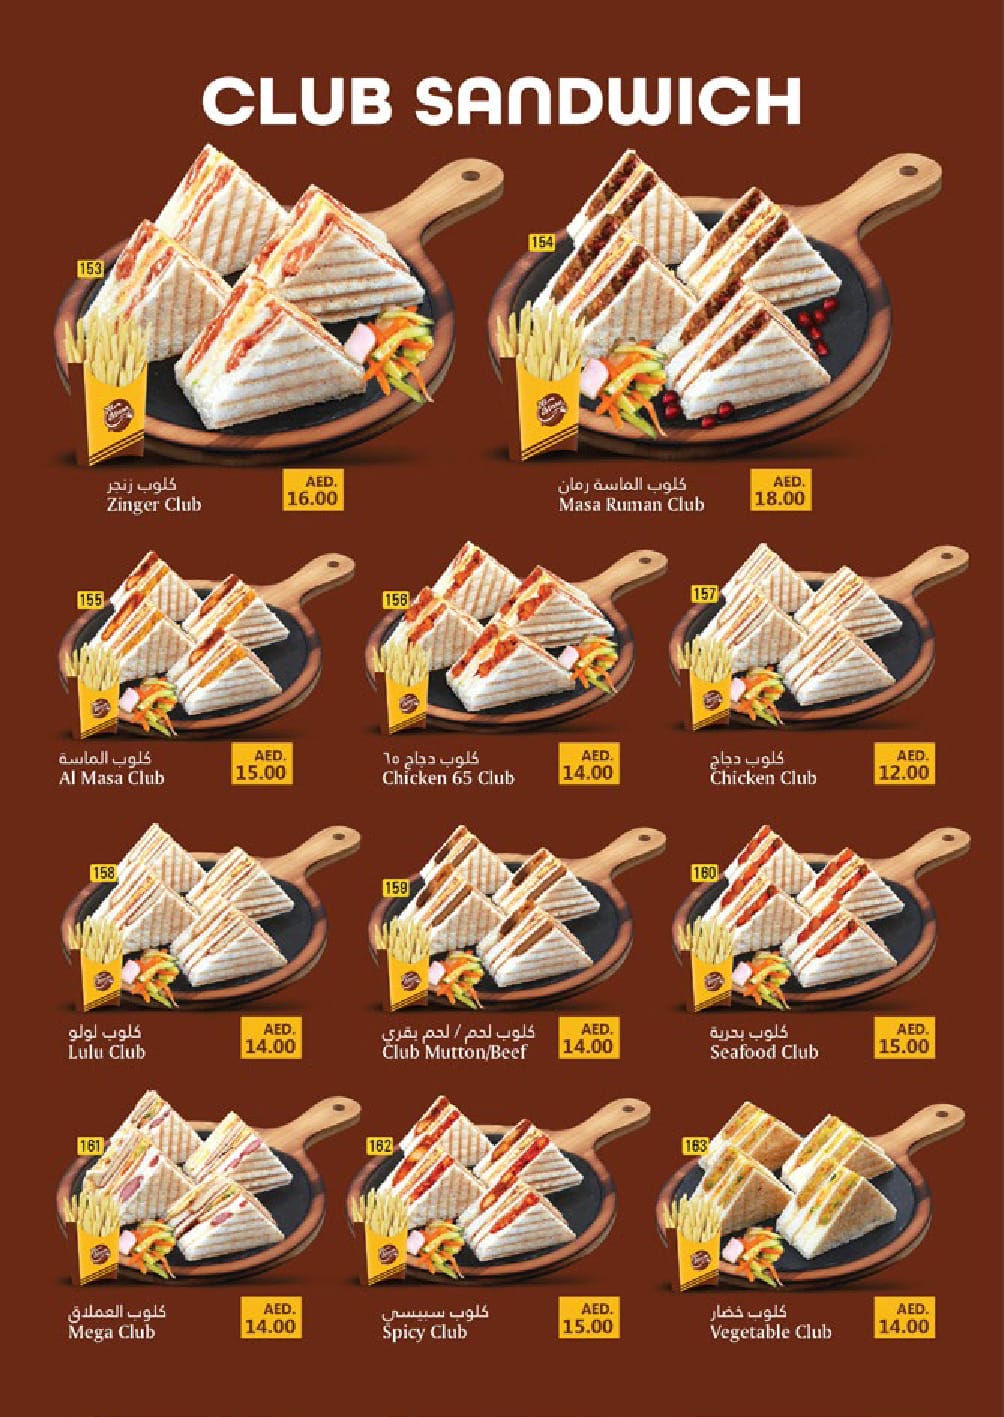 CLUB SANDWICH
153
154
كلوب زنجر
Zinger Club
AED.
16.00
كلوب الماسة رمان
Masa Ruman Club
AED.
18.00
155
156
157
كلوب الماسة
Al Masa Club
AED.
15.00
كلوب دجاج ٦٥
Chicken 65 Club
AED.
14.00
كلوب دجاج
Chicken Club
AED.
12.00
158
159
160
كلوب لولو
Lulu Club
AED.
14.00
كلوب لحم / لحم بقري
Club Mutton/Beef
AED.
14.00
كلوب بحرية
Seafood Club
AED.
15.00
161
162
163
كلوب العملاق
Mega Club
AED.
14.00
كلوب سبيسي
Spicy Club
AED.
15.00
كلوب خضار
Vegetable Club
AED.
14.00